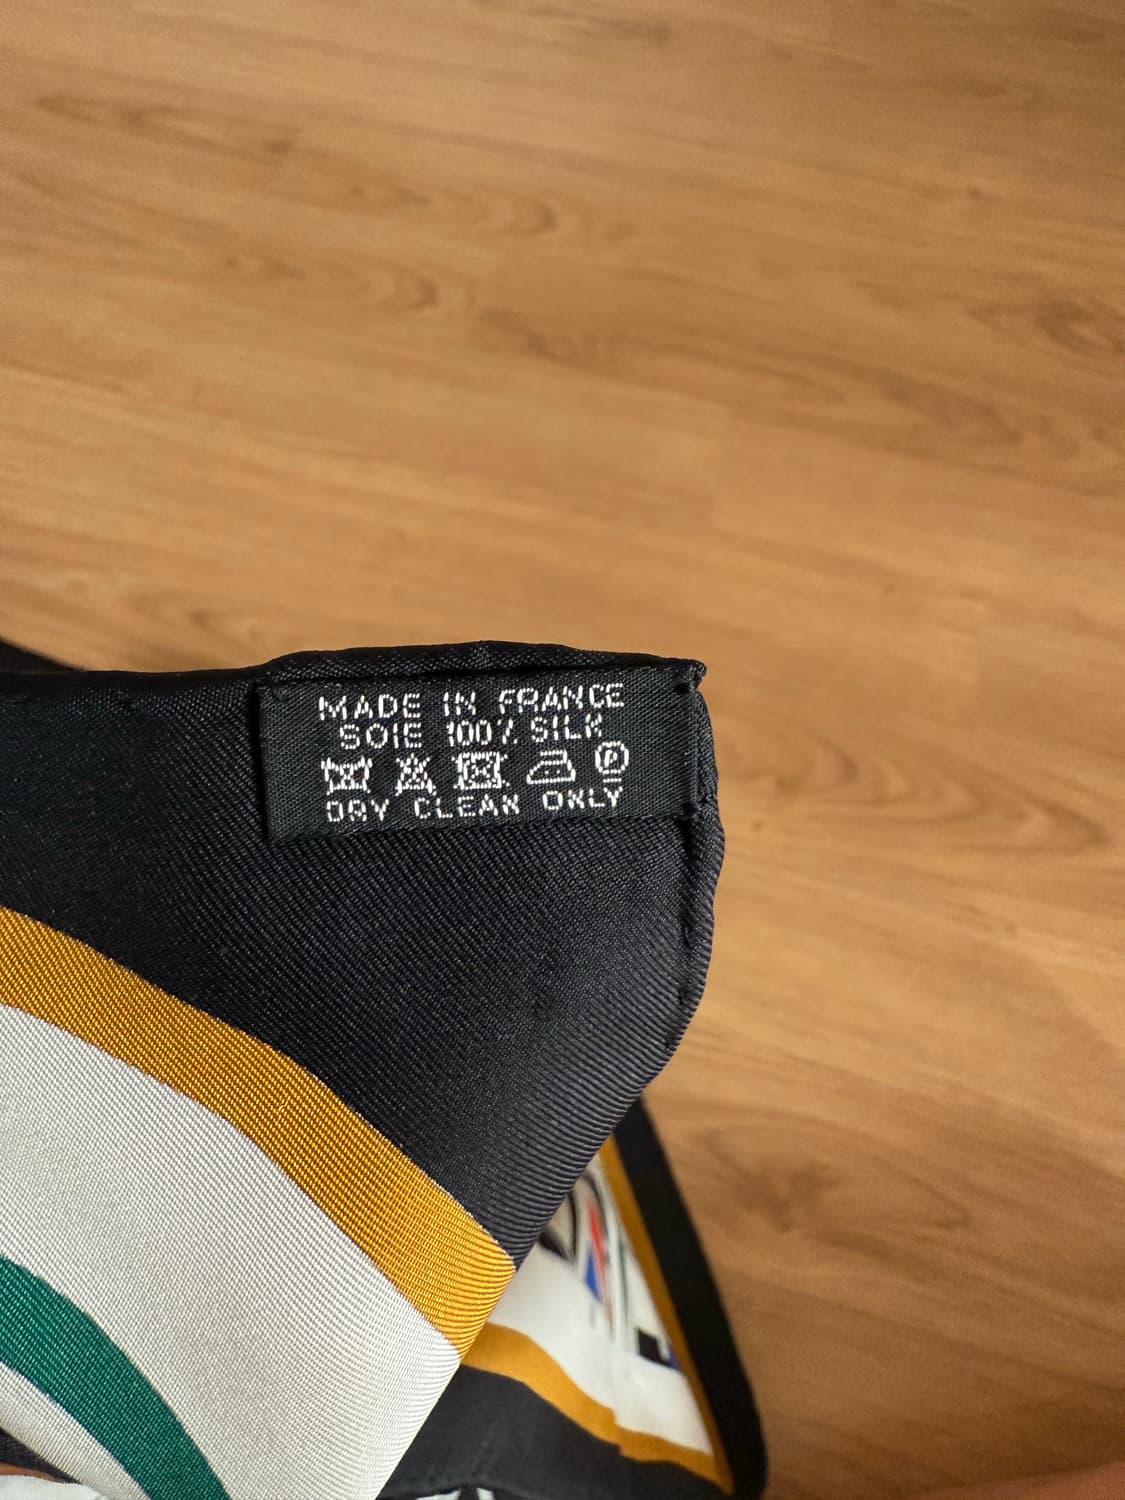 MADE IN FRANCE
SOIE 100% SILK
P
DRY CLEAN ONLY